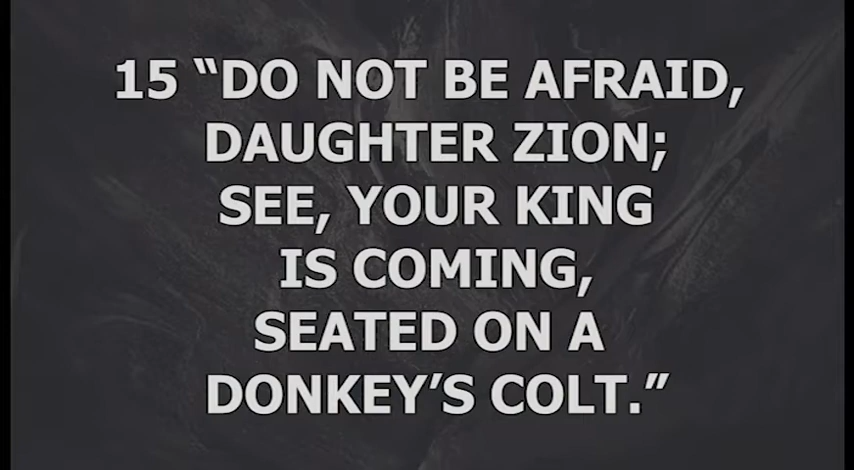 15 “DO NOT BE AFRAID,
DAUGHTER ZION;
SEE, YOUR KING
IS COMING,
SEATED ON A
DONKEY’S COLT.”